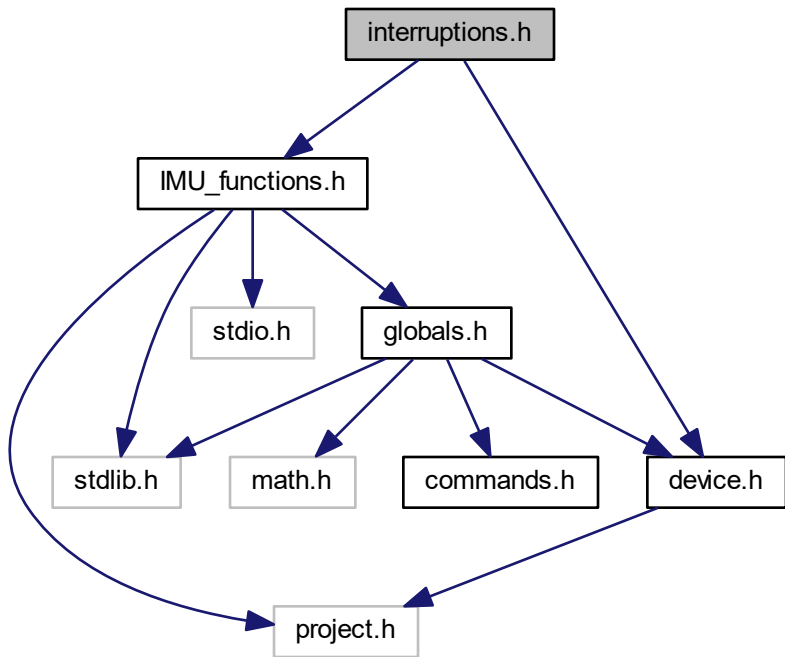 interruptions.h
IMU_functions.h
stdio.h
globals.h
stdlib.h
math.h
commands.h
device.h
project.h